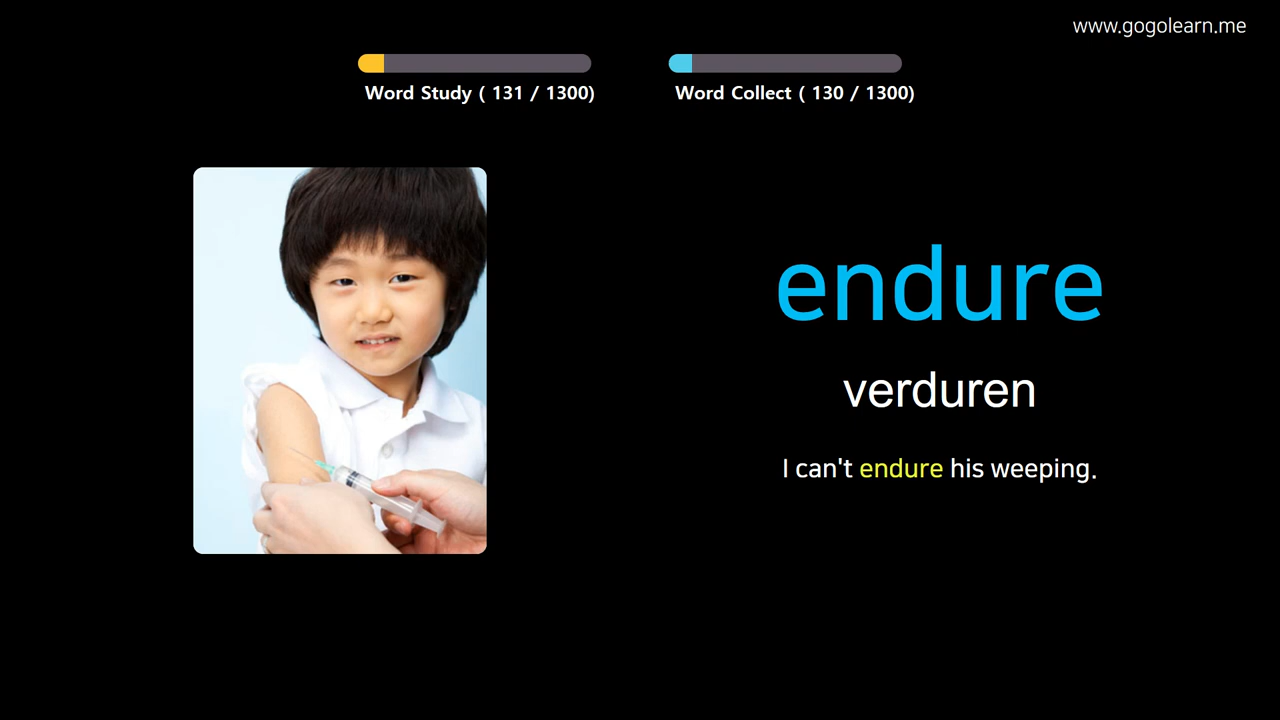 www.gogolearn.me
Word Study ( 131 / 1300)
Word Collect ( 130 / 1300)
endure
verduren
I can't endure his weeping.